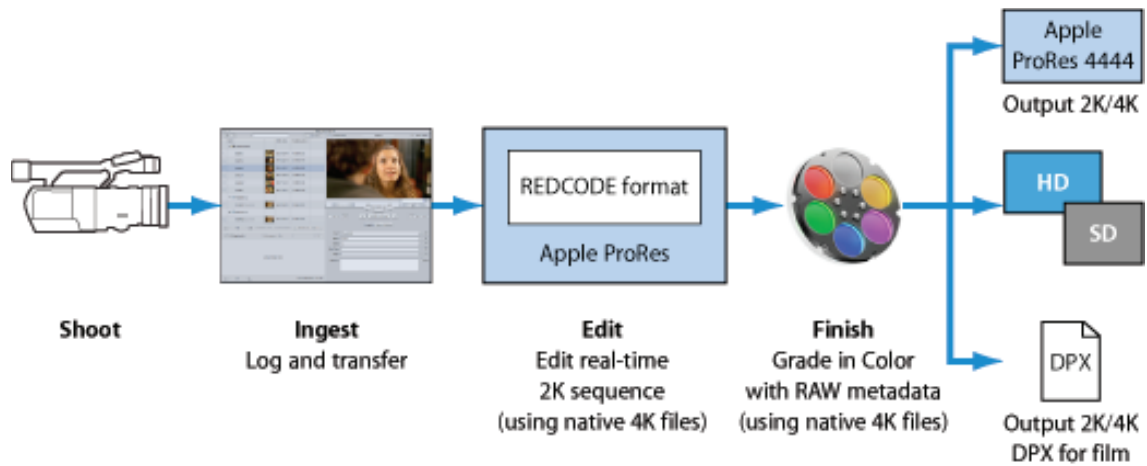 Apple
ProRes 4444
Output 2K/4K
REDCODE format
Apple ProRes
HD
SD
Shoot
Ingest
Log and transfer
Edit
Edit real-time
2K sequence
(using native 4K files)
Finish
Grade in Color
with RAW metadata
(using native 4K files)
DPX
Output 2K/4K
DPX for film